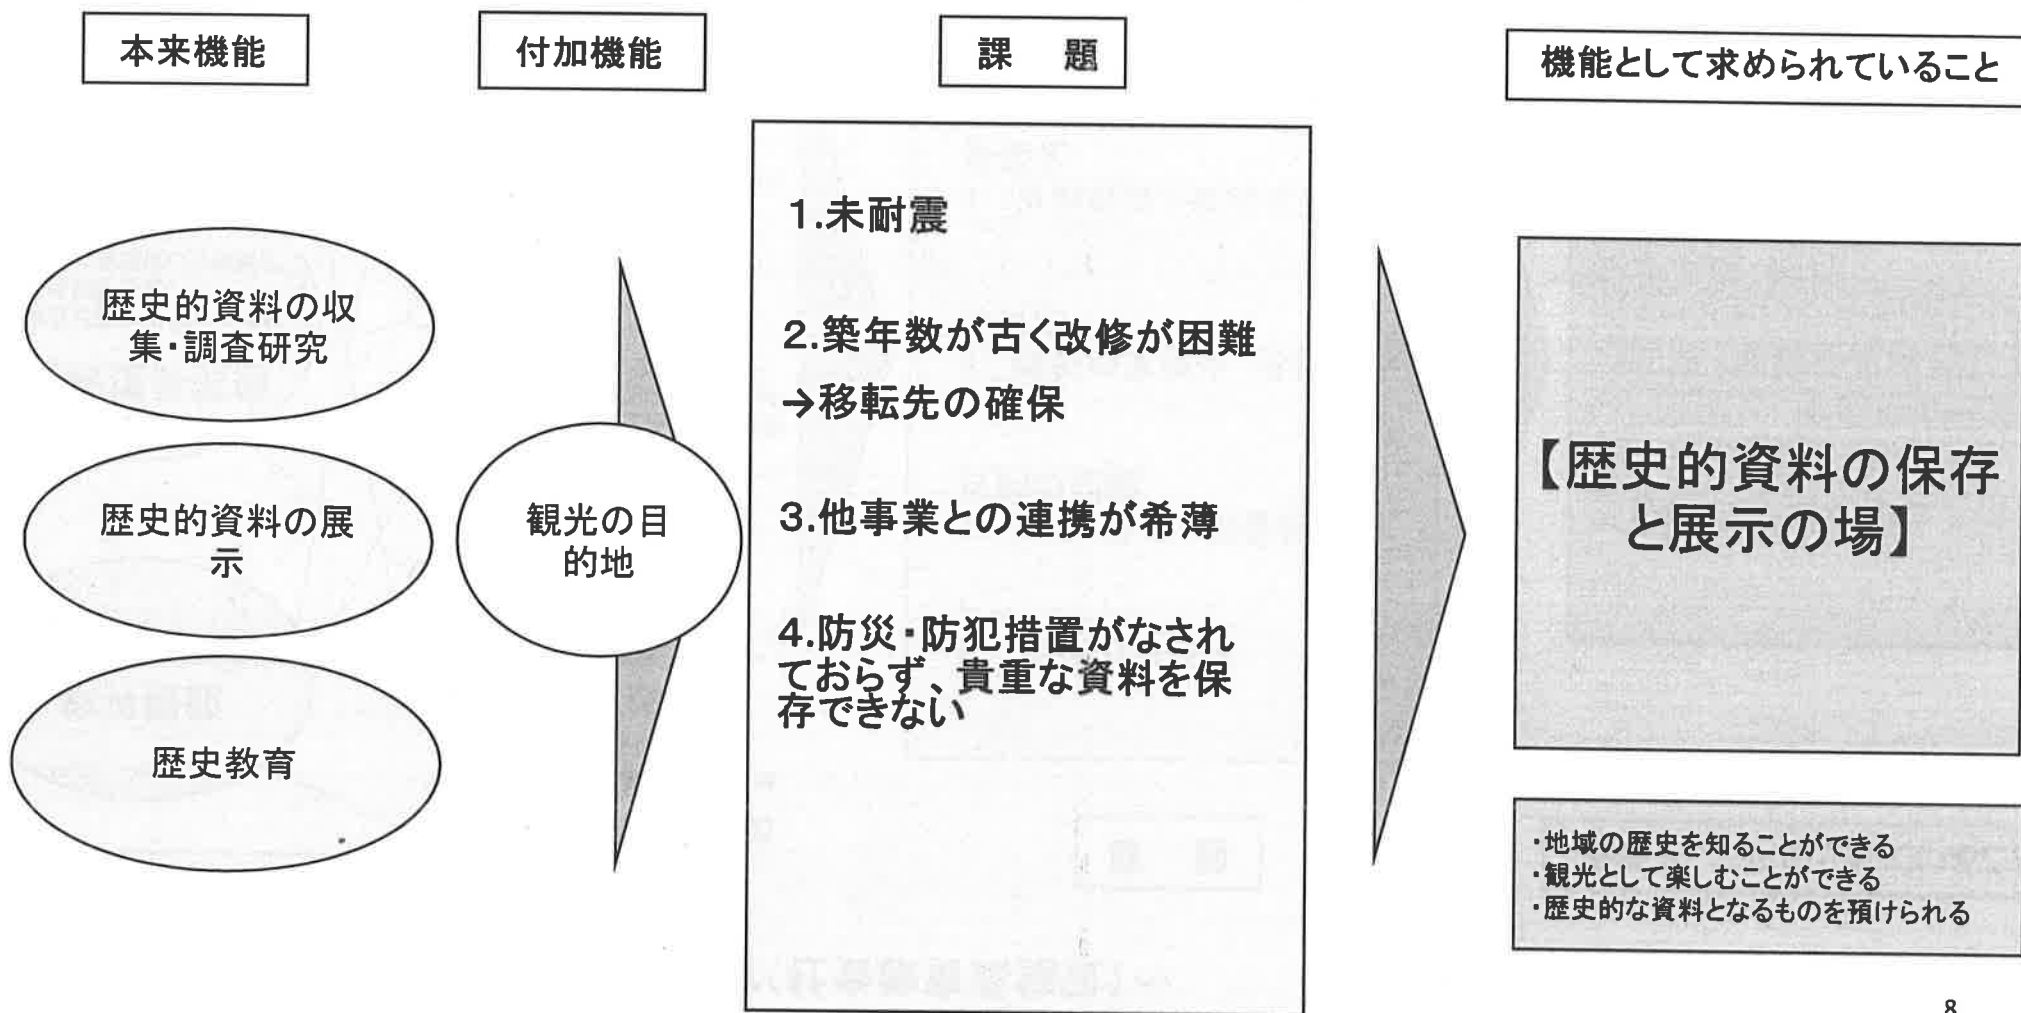 本来機能
付加機能
課　題
機能として求められていること
歴史的資料の収
集・調査研究
歴史的資料の展
示
歴史教育
観光の目
的地
1.未耐震
2.築年数が古く改修が困難
→移転先の確保
3.他事業との連携が希薄
4.防災・防犯措置がなされ
ておらず、貴重な資料を保
存できない
【歴史的資料の保存
と展示の場】
・地域の歴史を知ることができる
・観光として楽しむことができる
・歴史的な資料となるものを預けられる
8